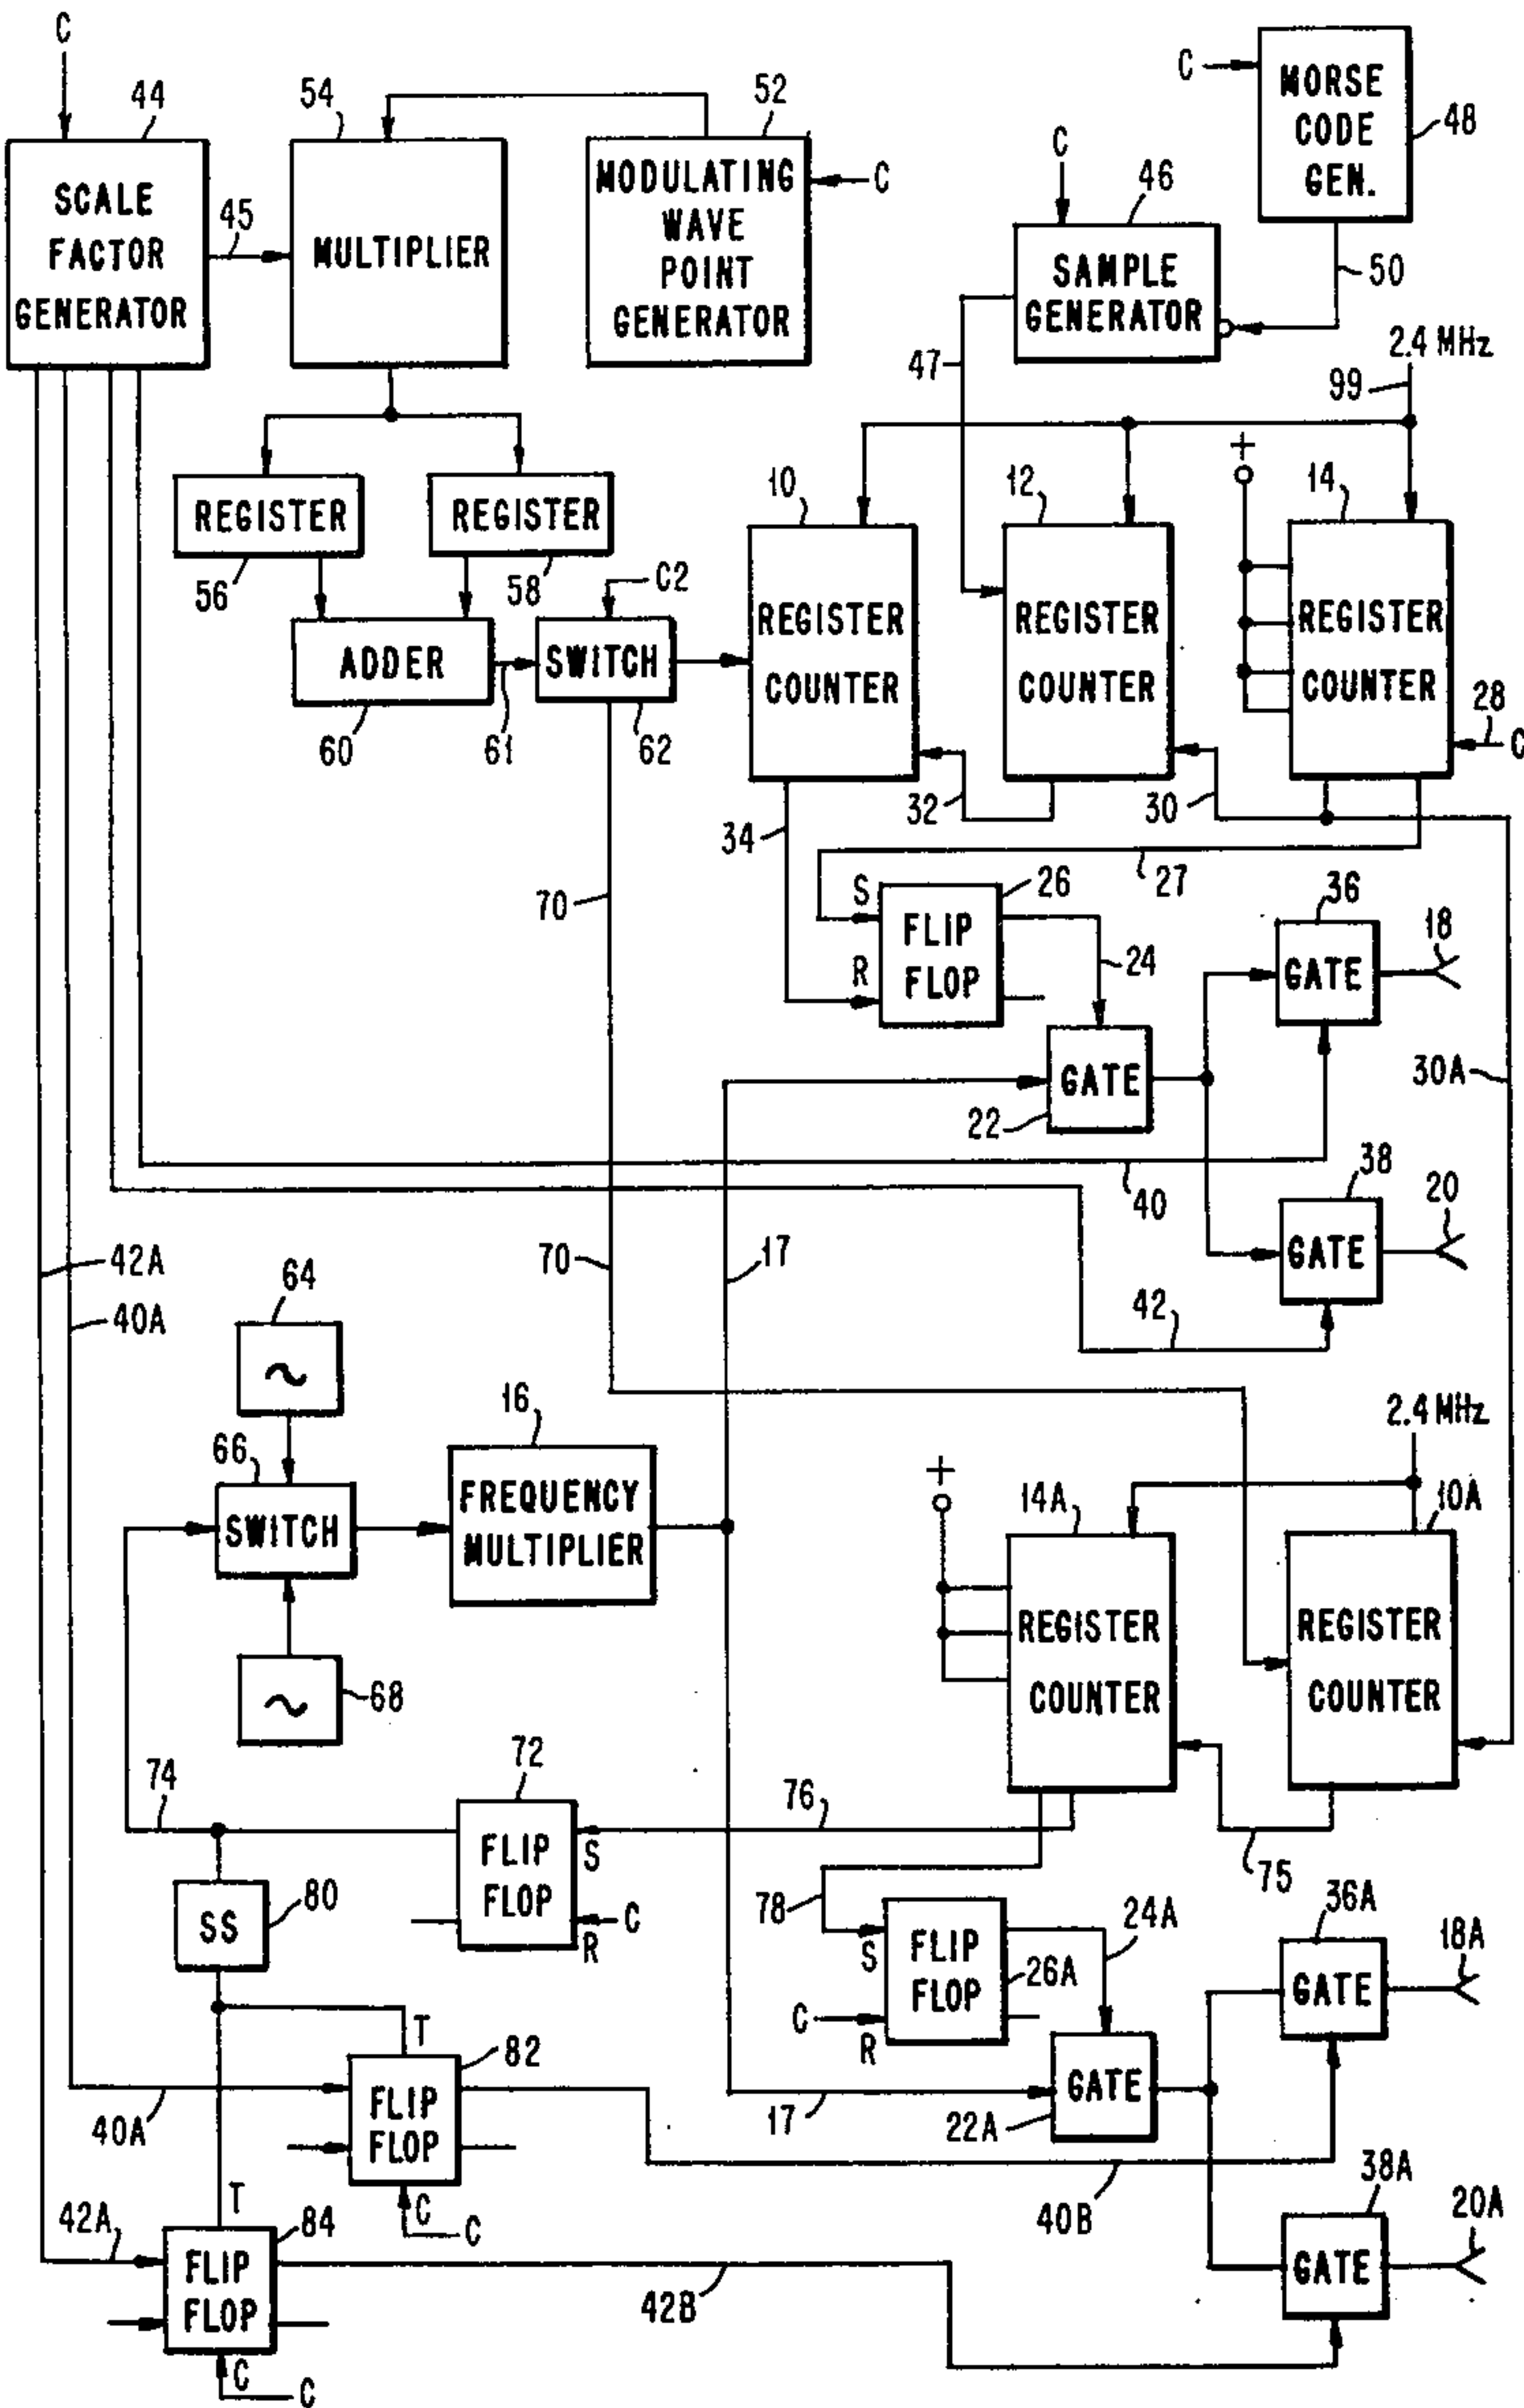 C
44
54
52
C
MORSE
CODE
GEN.
48
SCALE
FACTOR
GENERATOR
45
MULTIPLIER
MODULATING
WAVE
POINT
GENERATOR
C
C
46
SAMPLE
GENERATOR
50
47
2.4 MHz
99
+
REGISTER
56
REGISTER
58
10
12
14
C2
ADDER
60
61
SWITCH
62
REGISTER
COUNTER
REGISTER
COUNTER
REGISTER
COUNTER
28
C
34
32
30
27
70
S
R
FLIP
FLOP
26
24
36
GATE
18
GATE
22
30A
40
38
GATE
20
42A
40A
70
17
42
64
~
66
SWITCH
16
FREQUENCY
MULTIPLIER
68
~
+
14A
2.4 MHz
10A
REGISTER
COUNTER
REGISTER
COUNTER
74
72
FLIP
FLOP
S
R
C
76
75
SS
80
78
S
C
R
FLIP
FLOP
26A
24A
36A
GATE
18A
T
82
FLIP
FLOP
40A
C
C
17
GATE
22A
40B
38A
GATE
20A
T
84
42A
FLIP
FLOP
C
C
42B